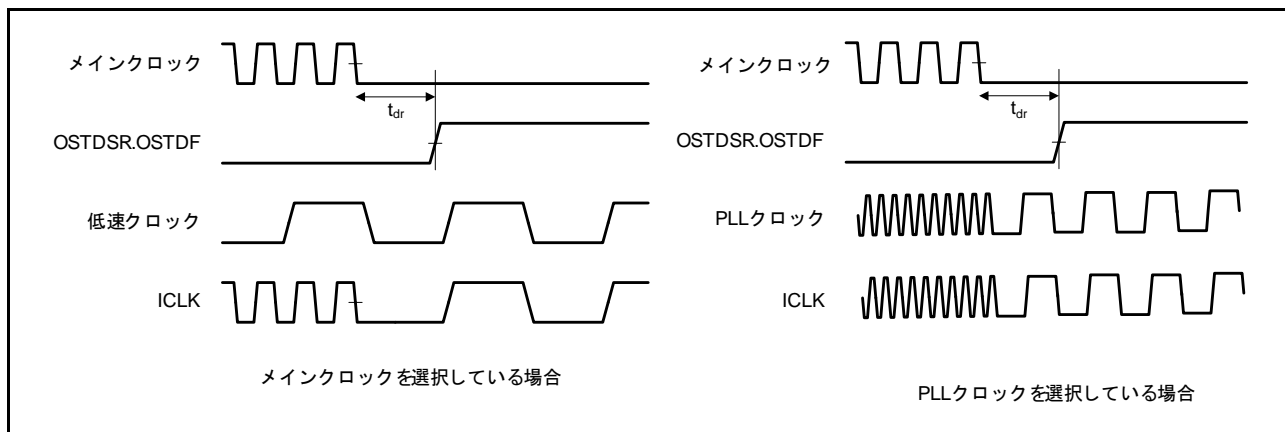 メインクロック
t_dr
OSTDSR.OSTDF
低速クロック
ICLK
メインクロックを選択している場合
メインクロック
t_dr
OSTDSR.OSTDF
PLLクロック
ICLK
PLLクロックを選択している場合